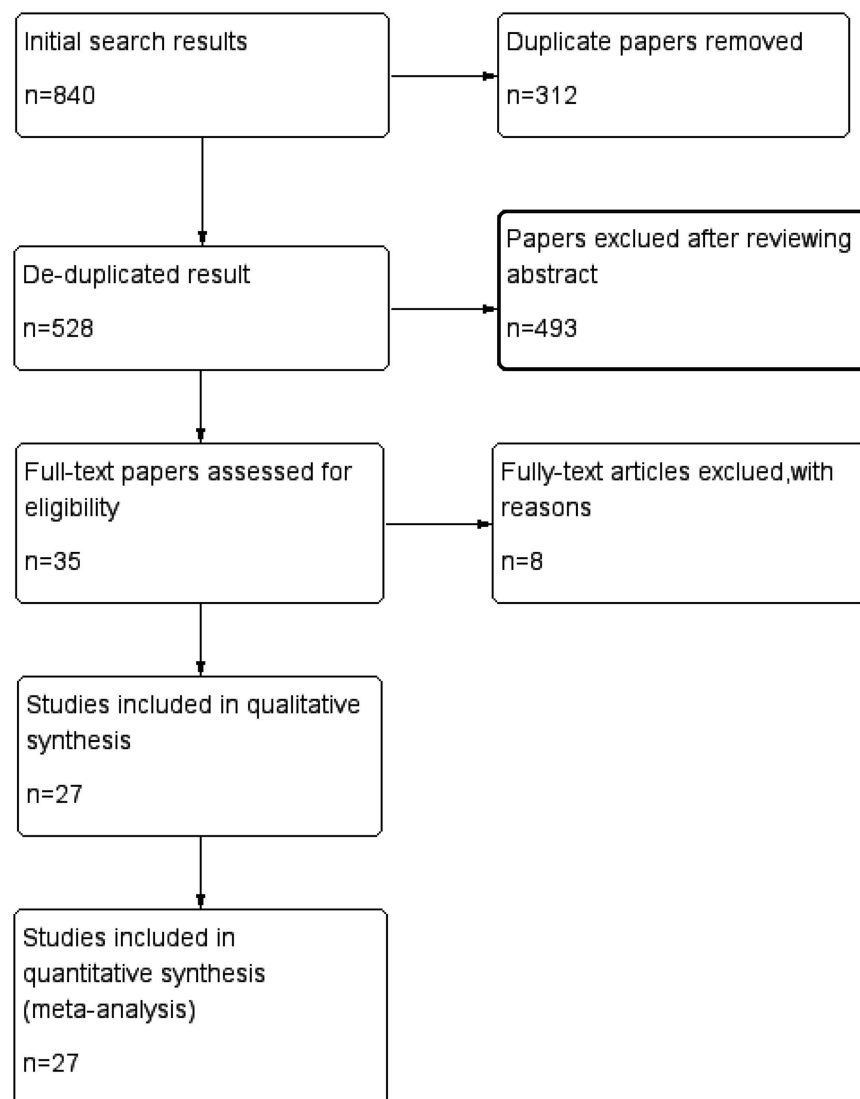 Initial search results
n=840
Duplicate papers removed
n=312
De-duplicated result
n=528
Papers exclued after reviewing
abstract
n=493
Full-text papers assessed for
eligibility
n=35
Fully-text articles exclued,with
reasons
n=8
Studies included in qualitative
synthesis
n=27
Studies included in
quantitative synthesis
(meta-analysis)
n=27